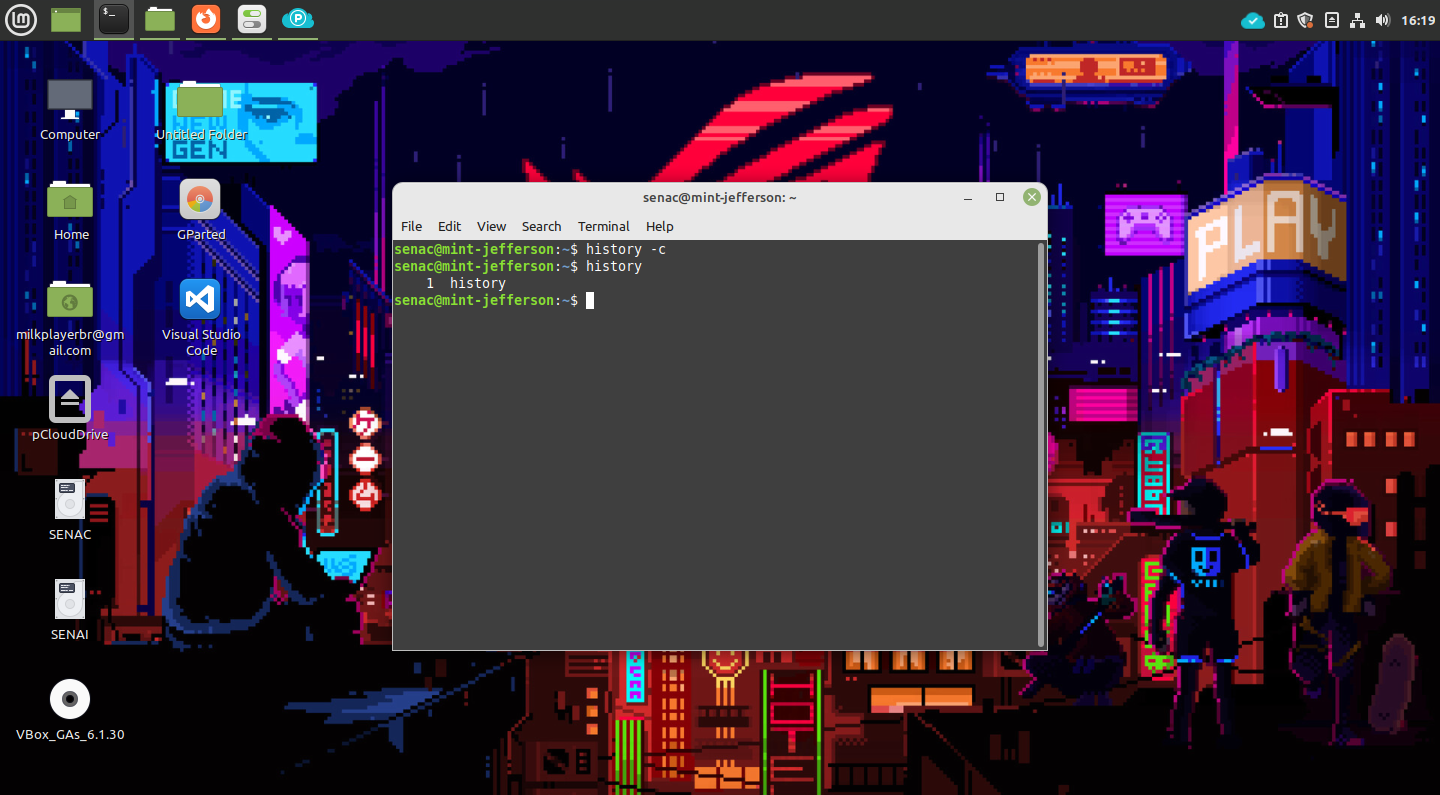 16:19
Computer
Untitled Folder
GEN
Home
GParted
milkplayerbr@gm
ail.com
Visual Studio
Code
pCloudDrive
SENAC
SENAI
VBox_GAs_6.1.30
senac@mint-jefferson: ~
File Edit View Search Terminal Help
senac@mint-jefferson:~$ history -c
senac@mint-jefferson:~$ history
1 history
senac@mint-jefferson:~$
PLAY